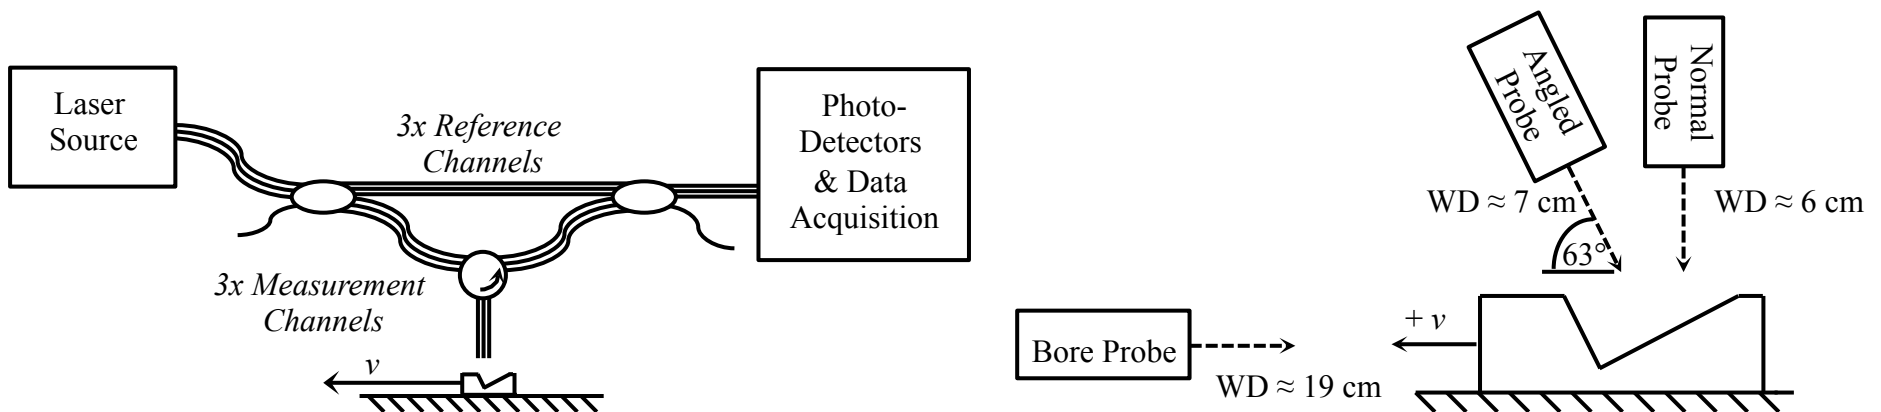 Laser
Source
3x Reference
Channels
Photo-
Detectors
& Data
Acquisition
3x Measurement
Channels
v
Angled
Probe
Normal
Probe
WD ≈ 7 cm
WD ≈ 6 cm
63°
+ v
Bore Probe
WD ≈ 19 cm